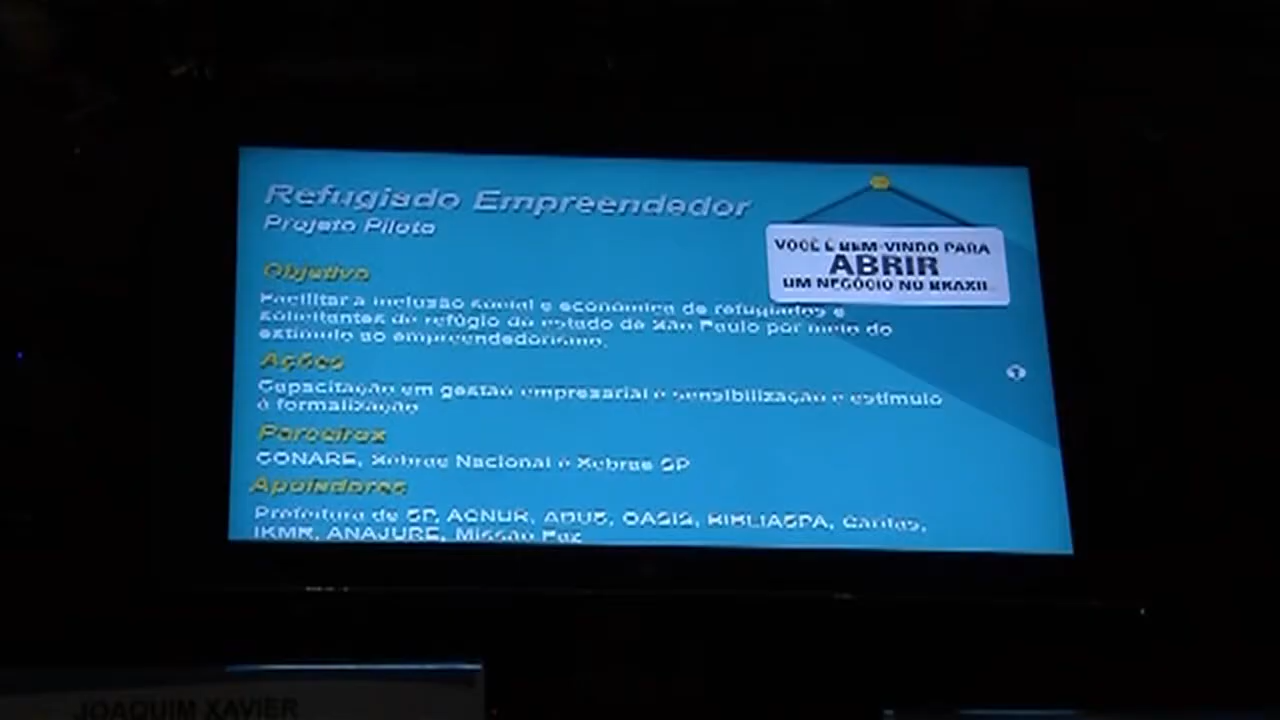 Refugiado Empreendedor
Projeto Piloto
VOCÊ É BEM-VINDO PARA
ABRIR
UM NEGÓCIO NO BRASIL
Objetivo
Facilitar a inclusão social e econômica de refugiados e
solicitantes de refúgio do estado de São Paulo por meio do
estímulo ao empreendedorismo.
Ações
Capacitação em gestão empresarial e sensibilização e estímulo
à formalização
Parceiros
CONARE, Sebrae Nacional e Sebrae SP
Apoiadores
Prefeitura de SP, ACNUR, ADUS, OASIS, BIBLIASPA, Caritas,
IKMR, ANAJURE, Missão Paz
JOAQUIM XAVIER